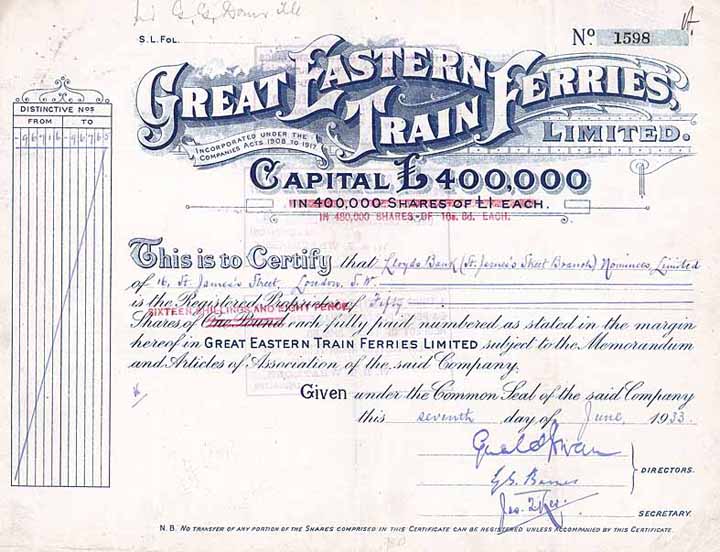 S.L. FOL.
Nº 1598
DISTINCTIVE Nºs
FROM TO
96716 - 96765
GREAT EASTERN
TRAIN FERRIES,
LIMITED.
INCORPORATED UNDER THE
COMPANIES ACTS 1908 TO 1917.
CAPITAL £400,000
IN 400,000 SHARES OF £1 EACH.
IN 480,000 SHARES OF 16s. 8d. EACH.
This is to Certify that Lloyds Bank (St James's Street Branch) Nominees Limited
of 16, St James's Street, London, S.W.
is the Registered Proprietor of Fifty
SIXTEEN SHILLINGS AND EIGHT PENCE
Shares of One Pound each fully paid numbered as stated in the margin
hereof in GREAT EASTERN TRAIN FERRIES LIMITED subject to the Memorandum
and Articles of Association of the said Company.
Given under the Common Seal of the said Company
this seventh day of June, 1933.
DIRECTORS.
SECRETARY.
N.B. NO TRANSFER OF ANY PORTION OF THE SHARES COMPRISED IN THIS CERTIFICATE CAN BE REGISTERED UNLESS ACCOMPANIED BY THIS CERTIFICATE.